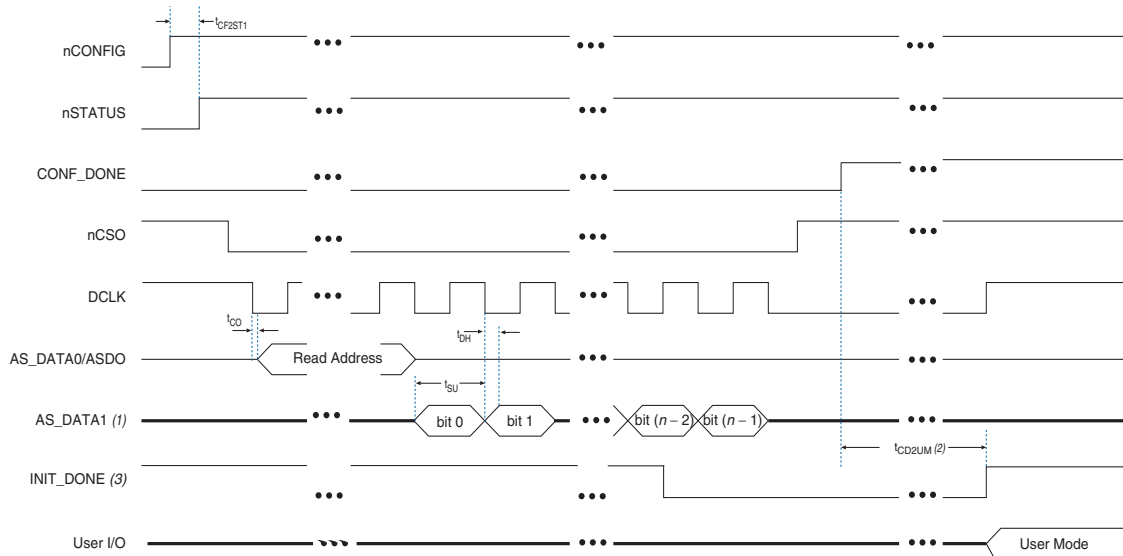 tCF2ST1
nCONFIG
nSTATUS
CONF_DONE
nCSO
DCLK
tCO
tDH
AS_DATA0/ASDO
Read Address
tSU
AS_DATA1 (1)
bit 0
bit 1
bit (n – 2)
bit (n – 1)
tCD2UM (2)
INIT_DONE (3)
User I/O
User Mode